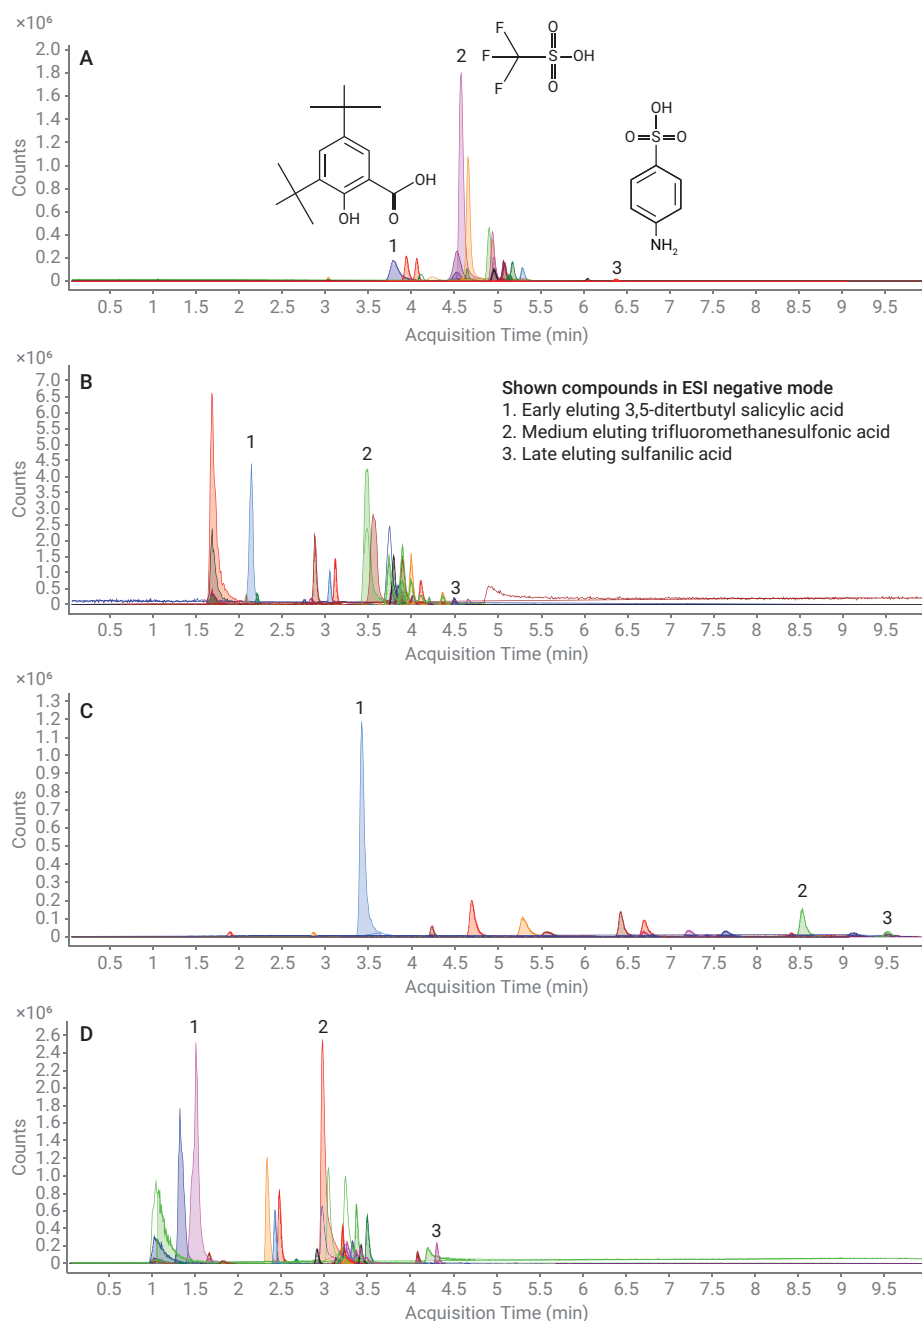 ×10⁶
A
2.0
1.8
1.6
1.4
1.2
1.0
0.8
0.6
0.4
0.2
0
Counts
1
2
3
OH
O
OH
F
F
F
O
S
OH
O
OH
O
S
O
NH₂
0.5 1 1.5 2 2.5 3 3.5 4 4.5 5 5.5 6 6.5 7 7.5 8 8.5 9 9.5
Acquisition Time (min)
×10⁶
B
7.0
6.5
6.0
5.5
5.0
4.5
4.0
3.5
3.0
2.5
2.0
1.5
1.0
0.5
0
Counts
1
2
3
Shown compounds in ESI negative mode
1. Early eluting 3,5-ditertbutyl salicylic acid
2. Medium eluting trifluoromethanesulfonic acid
3. Late eluting sulfanilic acid
0.5 1 1.5 2 2.5 3 3.5 4 4.5 5 5.5 6 6.5 7 7.5 8 8.5 9 9.5
Acquisition Time (min)
×10⁶
C
1.3
1.2
1.1
1.0
0.9
0.8
0.7
0.6
0.5
0.4
0.3
0.2
0.1
0
Counts
1
2
3
0.5 1 1.5 2 2.5 3 3.5 4 4.5 5 5.5 6 6.5 7 7.5 8 8.5 9 9.5
Acquisition Time (min)
×10⁶
D
2.6
2.4
2.2
2.0
1.8
1.6
1.4
1.2
1.0
0.8
0.6
0.4
0.2
0
Counts
1
2
3
0.5 1 1.5 2 2.5 3 3.5 4 4.5 5 5.5 6 6.5 7 7.5 8 8.5 9 9.5
Acquisition Time (min)